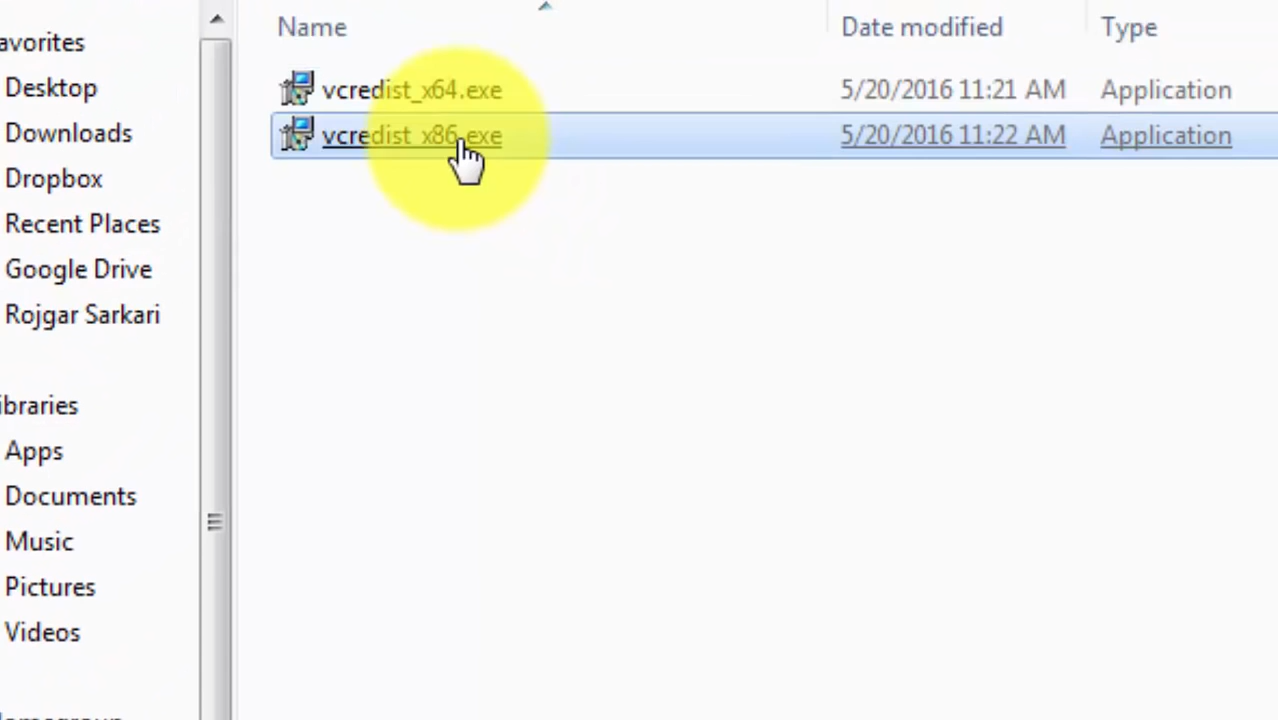 avorites
Desktop
Downloads
Dropbox
Recent Places
Google Drive
Rojgar Sarkari
ibraries
Apps
Documents
Music
Pictures
Videos
Name Date modified Type
vcredist_x64.exe 5/20/2016 11:21 AM Application
vcredist_x86.exe 5/20/2016 11:22 AM Application